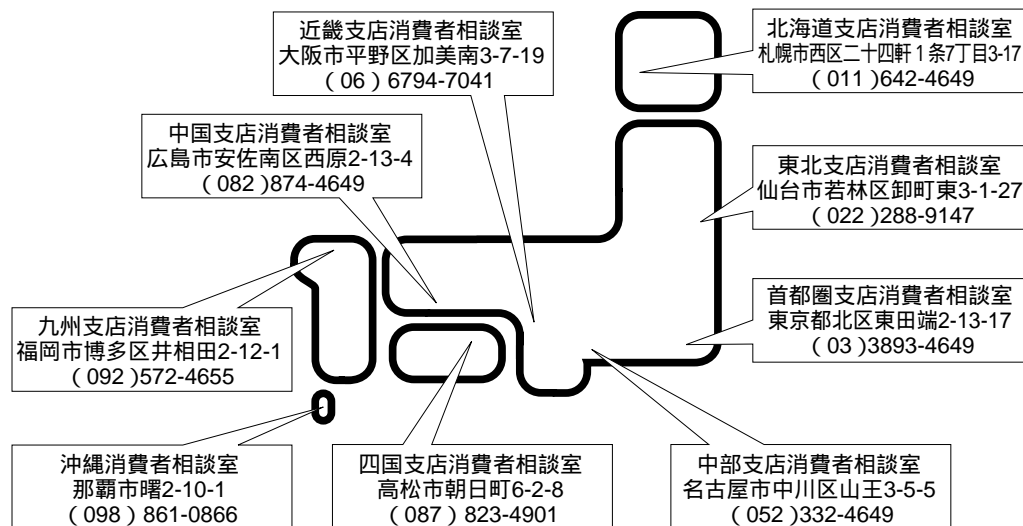 近畿支店消費者相談室
大阪市平野区加美南3-7-19
(06) 6794-7041
北海道支店消費者相談室
札幌市西区二十四軒1条7丁目3-17
(011)642-4649
中国支店消費者相談室
広島市安佐南区西原2-13-4
(082)874-4649
東北支店消費者相談室
仙台市若林区卸町東3-1-27
(022)288-9147
九州支店消費者相談室
福岡市博多区井相田2-12-1
(092)572-4655
首都圏支店消費者相談室
東京都北区東田端2-13-17
(03)3893-4649
沖縄消費者相談室
那覇市曙2-10-1
(098) 861-0866
四国支店消費者相談室
高松市朝日町6-2-8
(087) 823-4901
中部支店消費者相談室
名古屋市中川区山王3-5-5
(052)332-4649